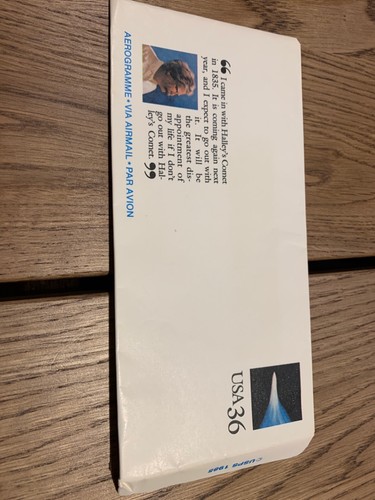 ❝ I came in with Halley's Comet
in 1835. It is coming again next
year, and I expect to go out with
it. It will be
the greatest dis-
appointment of
my life if I don't
go out with Hal-
ley's Comet. ❞
AEROGRAMME • VIA AIRMAIL • PAR AVION
USA 36
© USPS 1985